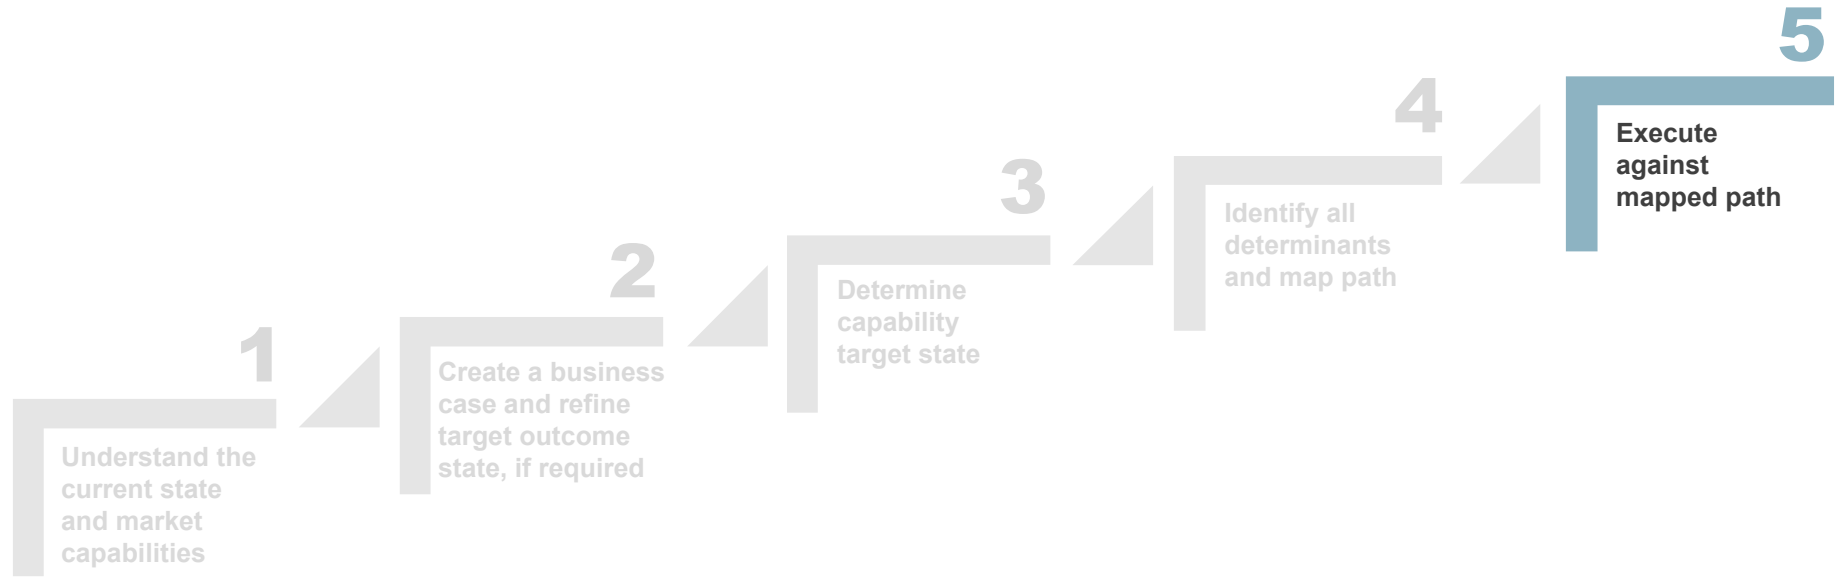 1
Understand the
current state
and market
capabilities
2
Create a business
case and refine
target outcome
state, if required
3
Determine
capability
target state
4
Identify all
determinants
and map path
5
Execute
against
mapped path